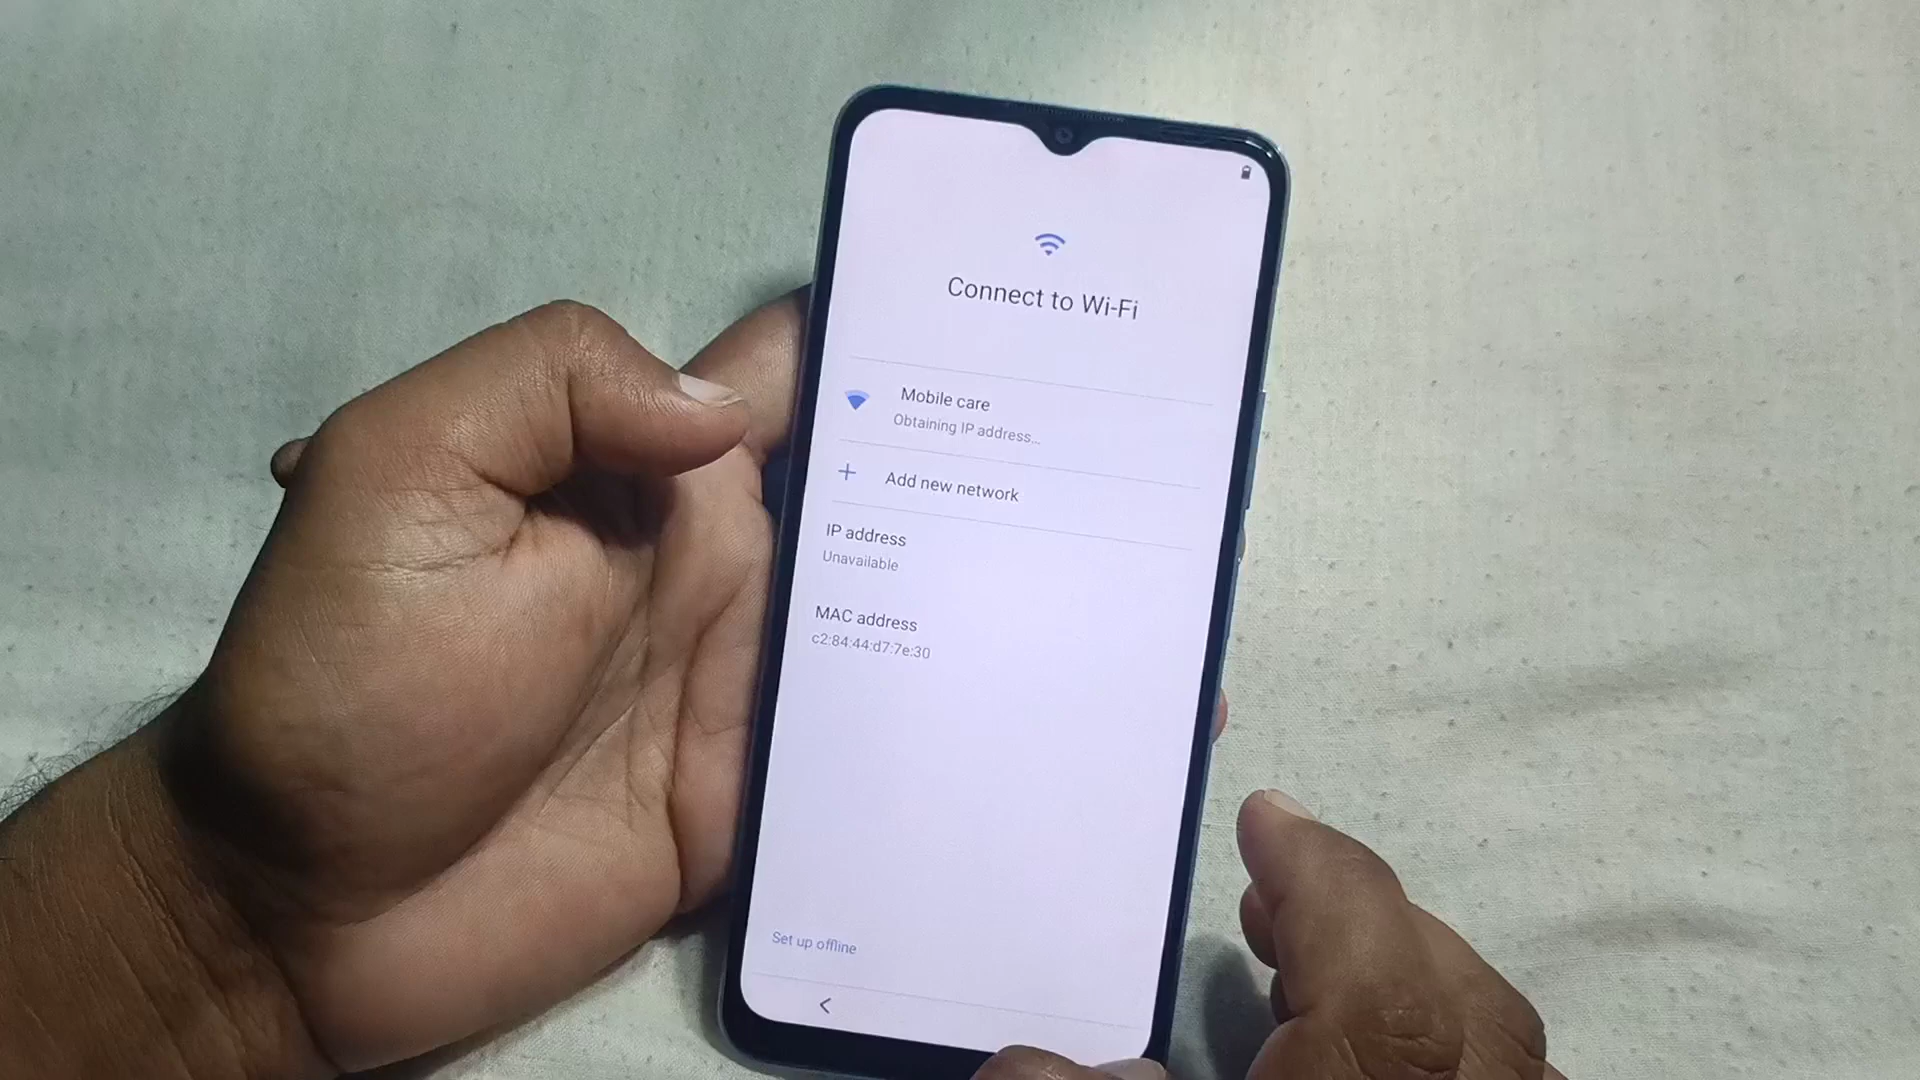 Connect to Wi-Fi
Mobile care
Obtaining IP address...
Add new network
IP address
Unavailable
MAC address
c2:84:44:d7:7e:30
Set up offline